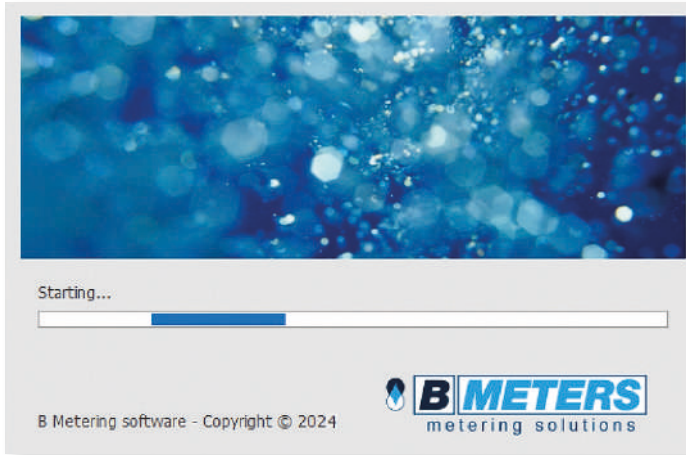 Starting...
B METERS
metering solutions
B Metering software - Copyright © 2024